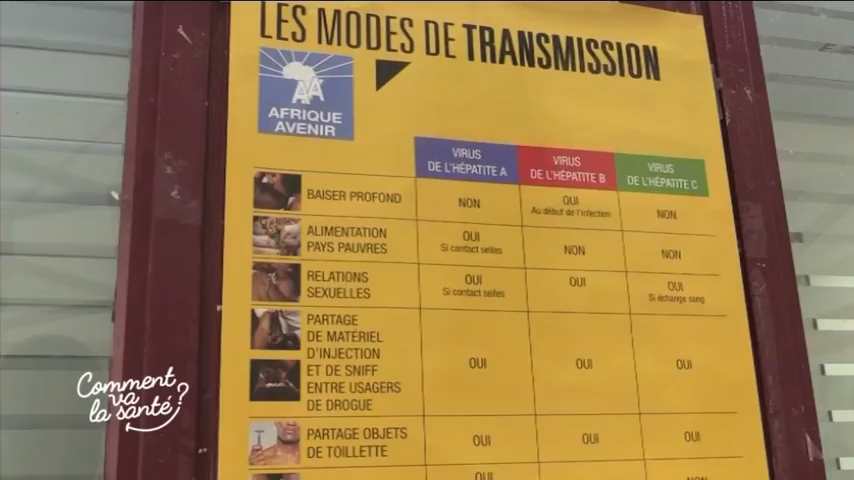 LES MODES DE TRANSMISSION
AFRIQUE
AVENIR
VIRUS
DE L'HÉPATITE A
VIRUS
DE L'HÉPATITE B
VIRUS
DE L'HÉPATITE C
BAISER PROFOND
NON
OUI
Au début de l'infection
NON
ALIMENTATION
PAYS PAUVRES
OUI
Si contact selles
NON
NON
RELATIONS
SEXUELLES
OUI
Si contact selles
OUI
OUI
Si échange sang
PARTAGE
DE MATÉRIEL
D'INJECTION
ET DE SNIFF
ENTRE USAGERS
DE DROGUE
OUI
OUI
OUI
PARTAGE OBJETS
DE TOILLETTE
OUI
OUI
OUI
OUI
NON
Comment
va
la santé?